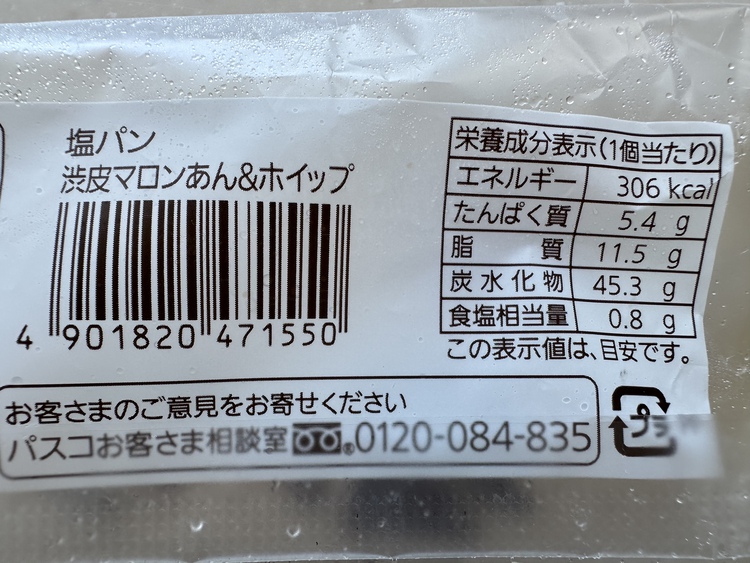 塩パン
渋皮マロンあん&ホイップ
4 901820 471550
栄養成分表示(1個当たり)
エネルギー 306 kcal
たんぱく質 5.4 g
脂質 11.5 g
炭水化物 45.3 g
食塩相当量 0.8 g
この表示値は、目安です。
お客さまのご意見をお寄せください
パスコお客さま相談室 0120-084-835
プラ